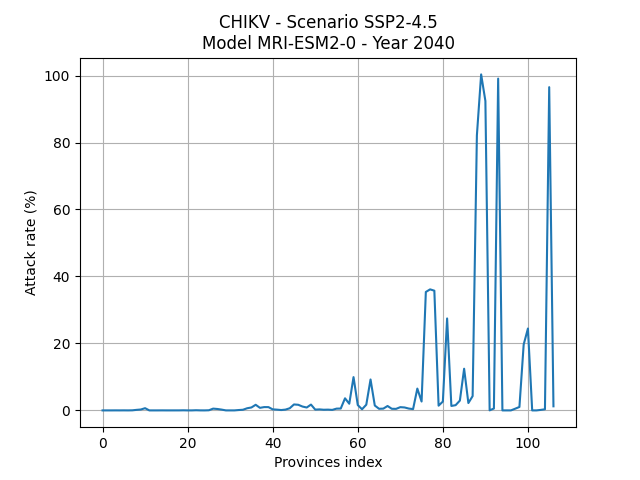 CHIKV - Scenario SSP2-4.5
Model MRI-ESM2-0 - Year 2040
100
80
60
40
20
0
Attack rate (%)
0 20 40 60 80 100
Provinces index